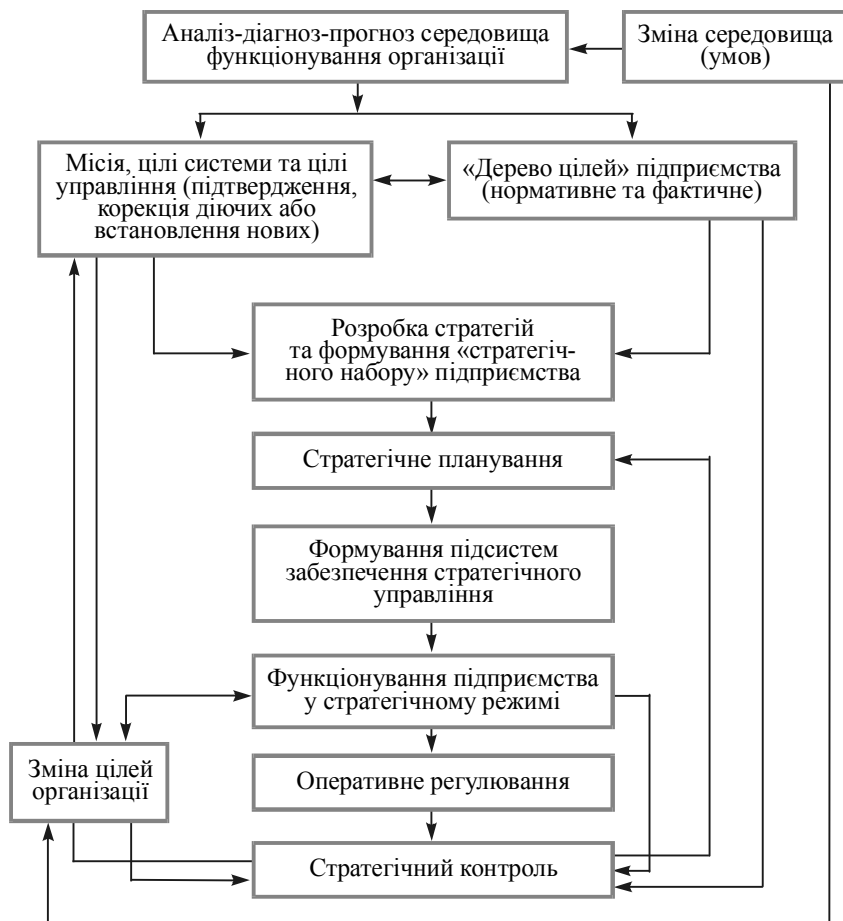 Аналіз-діагноз-прогноз середовища
функціонування організації
Зміна середовища
(умов)
Місія, цілі системи та цілі
управління (підтвердження,
корекція діючих або
встановлення нових)
«Дерево цілей» підприємства
(нормативне та фактичне)
Розробка стратегій
та формування «стратегіч-
ного набору» підприємства
Стратегічне планування
Формування підсистем
забезпечення стратегічного
управління
Функціонування підприємства
у стратегічному режимі
Зміна цілей
організації
Оперативне регулювання
Стратегічний контроль